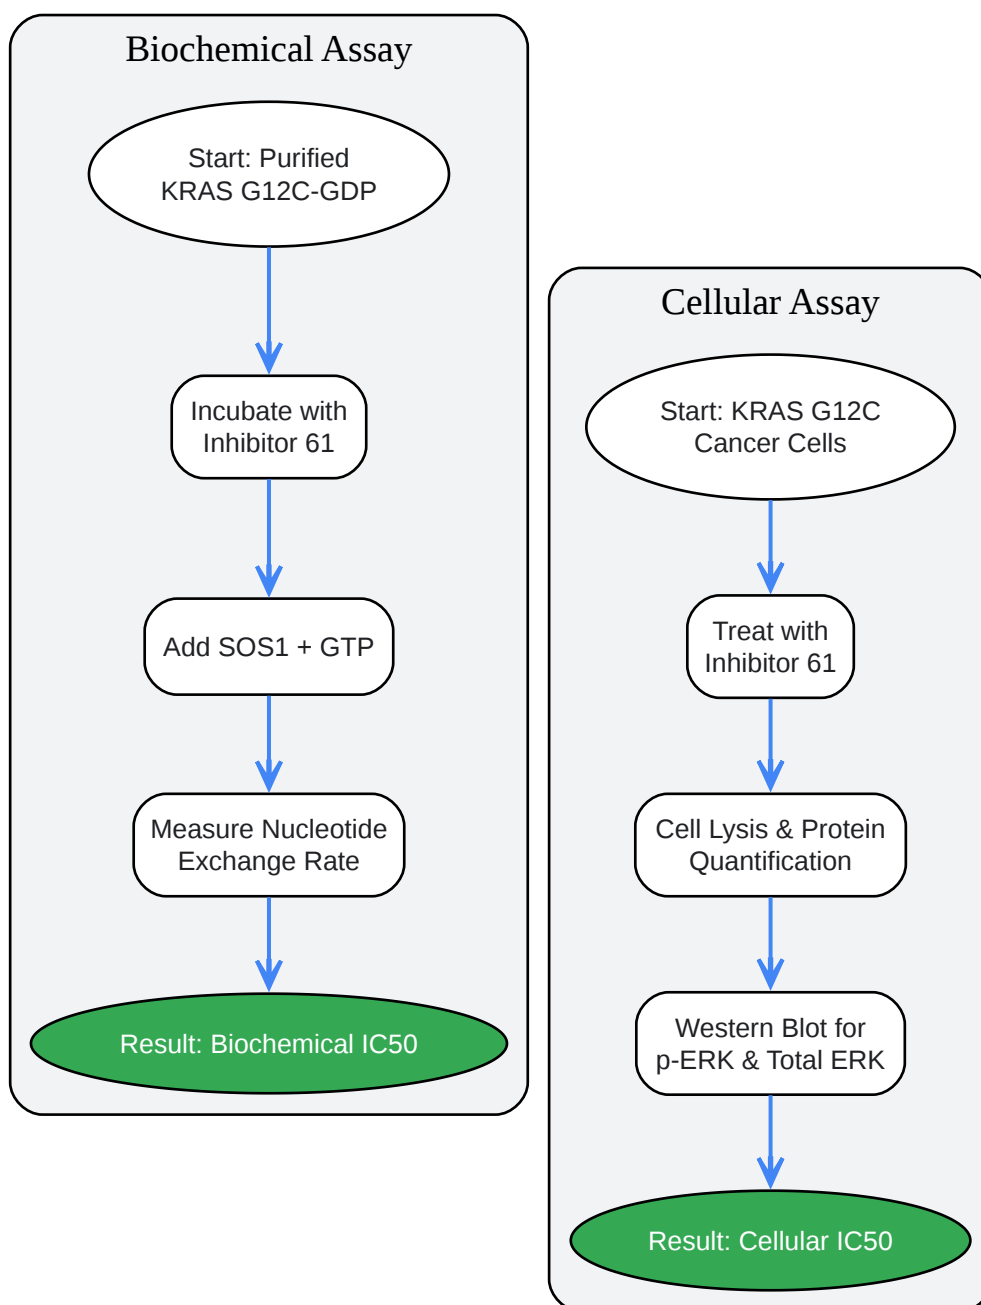 Biochemical Assay
Start: Purified
KRAS G12C-GDP
Incubate with
Inhibitor 61
Add SOS1 + GTP
Measure Nucleotide
Exchange Rate
Result: Biochemical IC50
Cellular Assay
Start: KRAS G12C
Cancer Cells
Treat with
Inhibitor 61
Cell Lysis & Protein
Quantification
Western Blot for
p-ERK & Total ERK
Result: Cellular IC50